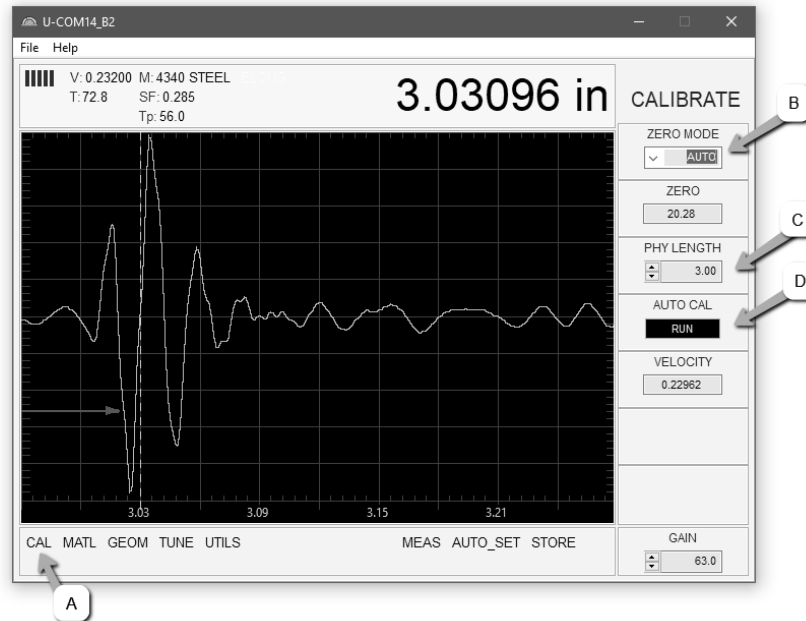 U-COM14_B2
File Help
V: 0.23200 M: 4340 STEEL
T: 72.8 SF: 0.285
Tp: 56.0
3.03096 in
CALIBRATE
B
ZERO MODE
AUTO
ZERO
20.28
C
PHY LENGTH
3.00
D
AUTO CAL
RUN
VELOCITY
0.22962
3.03 3.09 3.15 3.21
CAL MATL GEOM TUNE UTILS MEAS AUTO_SET STORE
GAIN
63.0
A